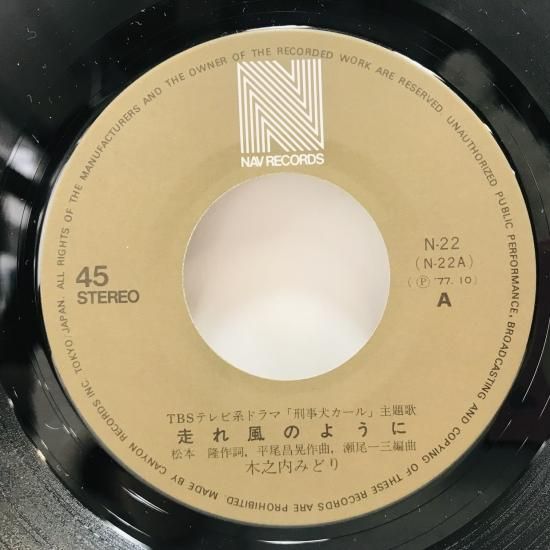 NAV RECORDS
45
STEREO
N-22
(N-22A)
(Ⓟ '77. 10)
A
TBSテレビ系ドラマ「刑事犬カール」主題歌
走れ風のように
松本 隆作詞, 平尾昌晃作曲, 瀬尾一三編曲
木之内みどり
ALL RIGHTS OF THE MANUFACTURERS AND THE OWNER OF THE RECORDED WORK ARE RESERVED. UNAUTHORIZED PUBLIC PERFORMANCE, BROADCASTING AND COPYING OF THESE RECORDS ARE PROHIBITED. MADE BY CANYON RECORDS INC. TOKYO JAPAN.